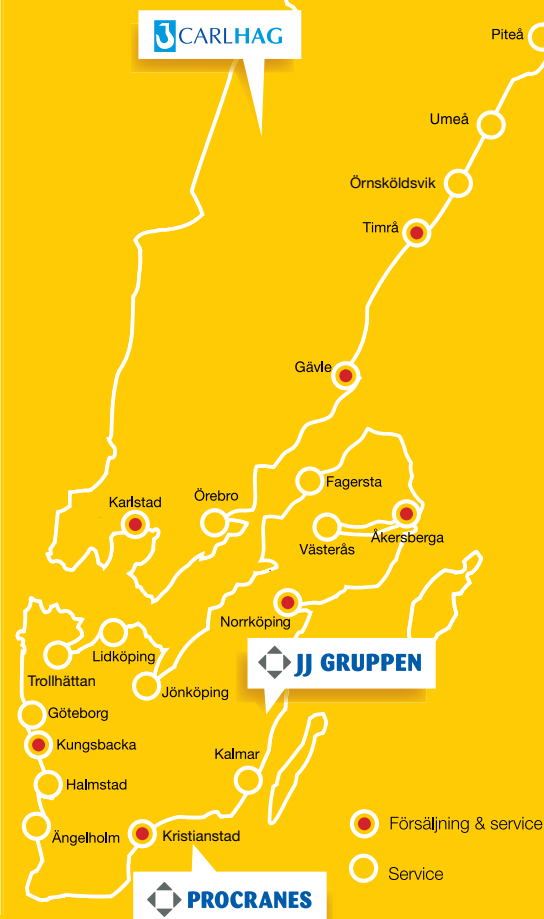 CARLHAG
Piteå
Umeå
Örnsköldsvik
Timrå
Gävle
Fagersta
Karlstad
Örebro
Västerås
Åkersberga
Norrköping
Lidköping
Trollhättan
JJ GRUPPEN
Jönköping
Göteborg
Kungsbacka
Kalmar
Halmstad
Ängelholm
Kristianstad
Försäljning & service
Service
PROCRANES